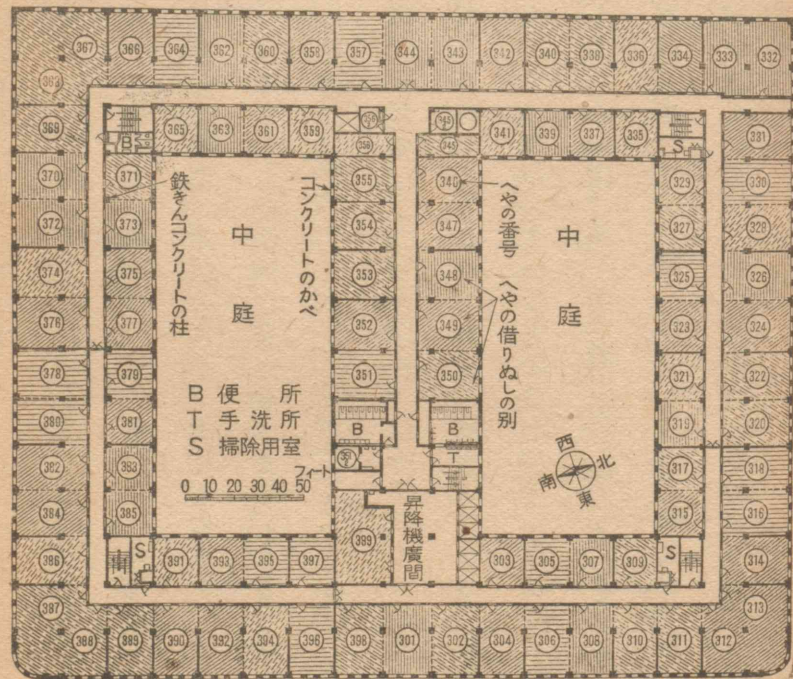 367 366 364 362 360 358 357 344 343 342 340 338 336 334 333 332
365 363 361 359 356 345 341 339 337 335 331
B S
369 371 355 346 329 330
370 鉄きんコンクリートの柱
コンクリートのかべ
へやの番号
へやの借りぬしの別
中庭
中庭
372 373 354 347 327 328
374 375 353 348 325 326
376 377 352 349 323 324
378 379 351 350 321 322
380 381 319 320
B 便所
T 手洗所
S 掃除用室
B B
T
フィート
0 10 20 30 40 50
西
南 北
東
382 383 317 318
384 385 315 316
昇降機廣間
386 S 391 393 395 397 399 303 305 307 309 S 314
387 313
388 389 390 392 394 396 398 301 302 304 306 308 310 311 312